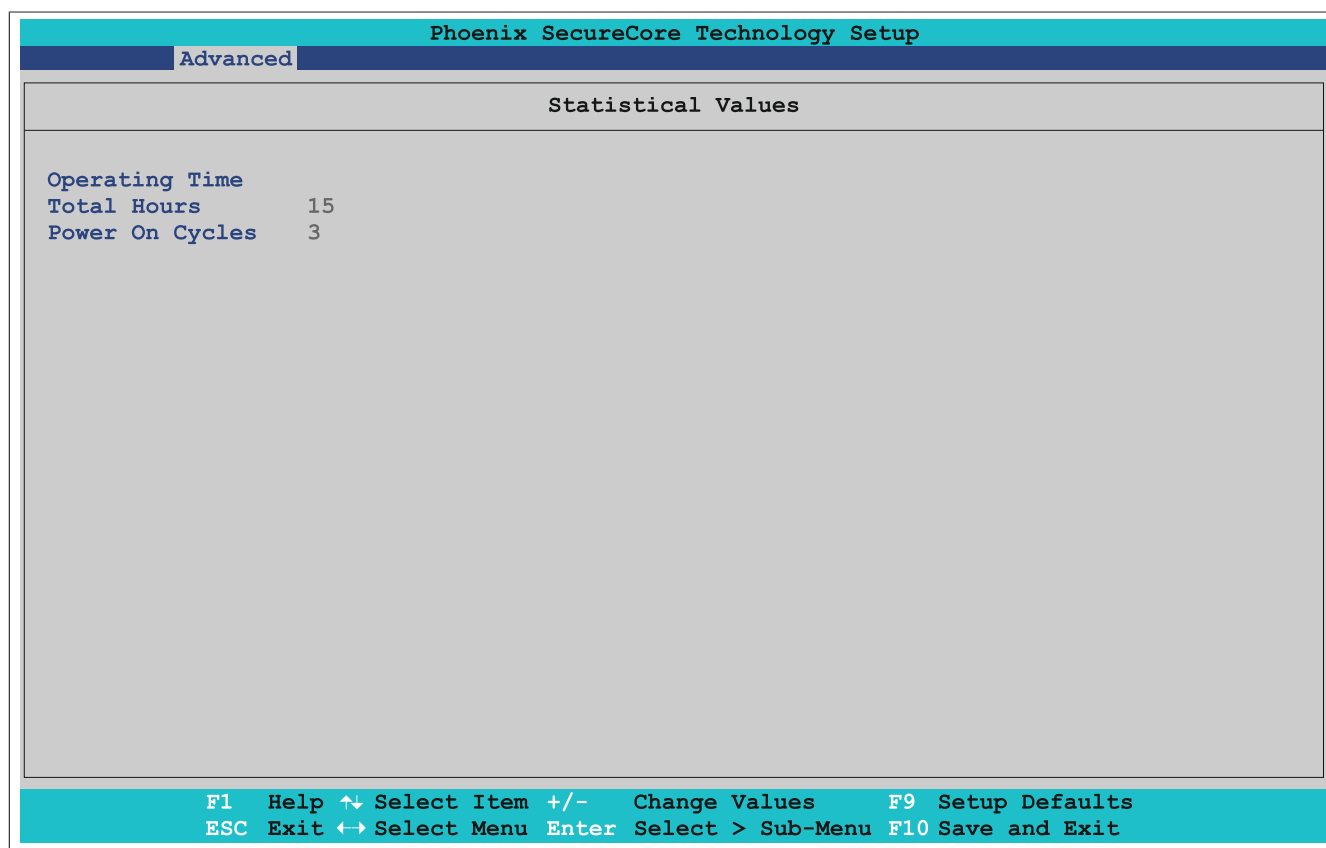 Phoenix SecureCore Technology Setup
Advanced
Statistical Values
Operating Time
Total Hours 15
Power On Cycles 3
F1 Help ↑↓ Select Item +/- Change Values F9 Setup Defaults
ESC Exit ←→ Select Menu Enter Select > Sub-Menu F10 Save and Exit